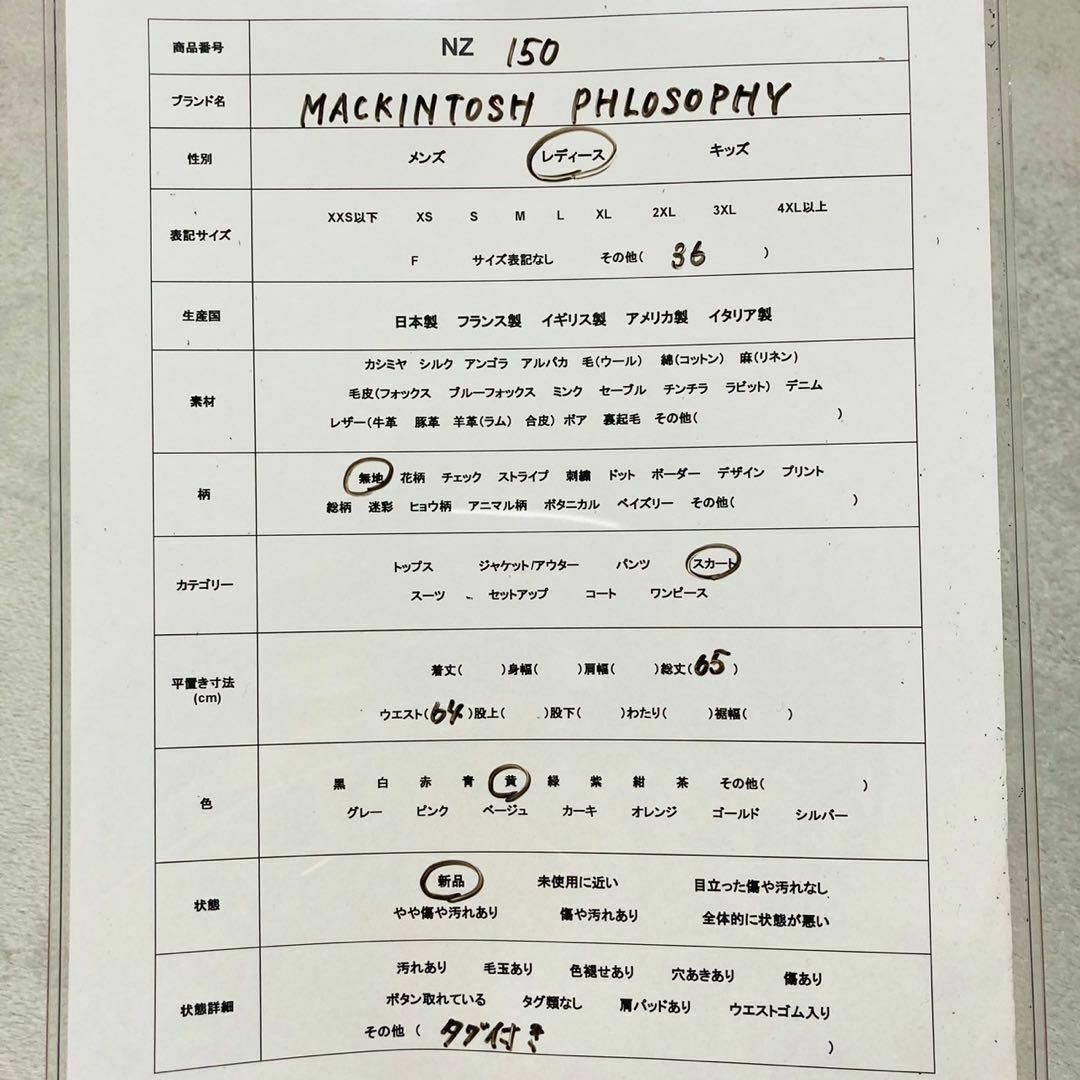 商品番号 NZ 150
ブランド名 MACKINTOSH PHLOSOPHY
性別 メンズ レディース キッズ
表記サイズ XXS以下 XS S M L XL 2XL 3XL 4XL以上
F サイズ表記なし その他( 36 )
生産国 日本製 フランス製 イギリス製 アメリカ製 イタリア製
素材 カシミヤ シルク アンゴラ アルパカ 毛(ウール) 綿(コットン) 麻(リネン)
毛皮(フォックス ブルーフォックス ミンク セーブル チンチラ ラビット) デニム
レザー(牛革 豚革 羊革(ラム) 合皮) ボア 裏起毛 その他( )
柄 無地 花柄 チェック ストライプ 刺繍 ドット ボーダー デザイン プリント
総柄 迷彩 ヒョウ柄 アニマル柄 ボタニカル ペイズリー その他( )
カテゴリー トップス ジャケット/アウター パンツ スカート
スーツ セットアップ コート ワンピース
平置き寸法 (cm) 着丈( )身幅( )肩幅( )総丈( 65 )
ウエスト( 64 )股上( )股下( )わたり( )裾幅( )
色 黒 白 赤 青 黄 緑 紫 紺 茶 その他( )
グレー ピンク ベージュ カーキ オレンジ ゴールド シルバー
状態 新品 未使用に近い 目立った傷や汚れなし
やや傷や汚れあり 傷や汚れあり 全体的に状態が悪い
状態詳細 汚れあり 毛玉あり 色褪せあり 穴あきあり 傷あり
ボタン取れている タグ類なし 肩パッドあり ウエストゴム入り
その他 ( タグ付き )